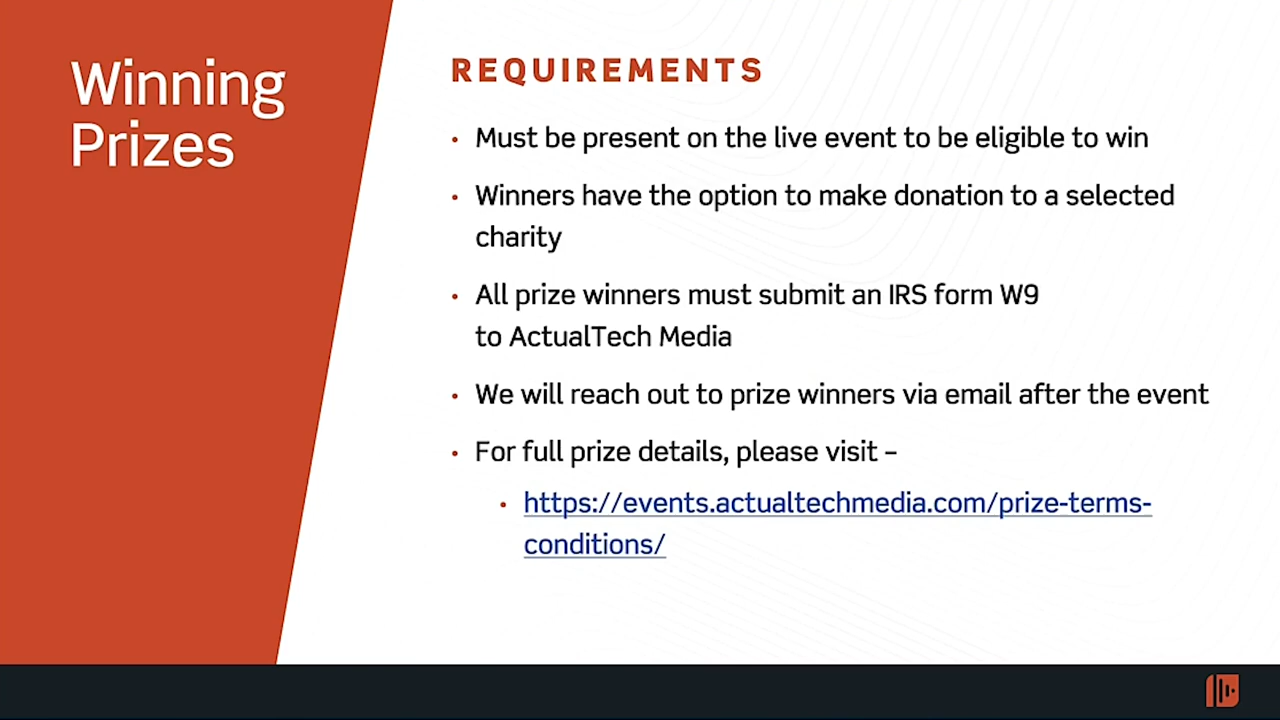 Winning
Prizes
REQUIREMENTS
• Must be present on the live event to be eligible to win
• Winners have the option to make donation to a selected
charity
• All prize winners must submit an IRS form W9
to ActualTech Media
• We will reach out to prize winners via email after the event
• For full prize details, please visit –
• https://events.actualtechmedia.com/prize-terms-
conditions/